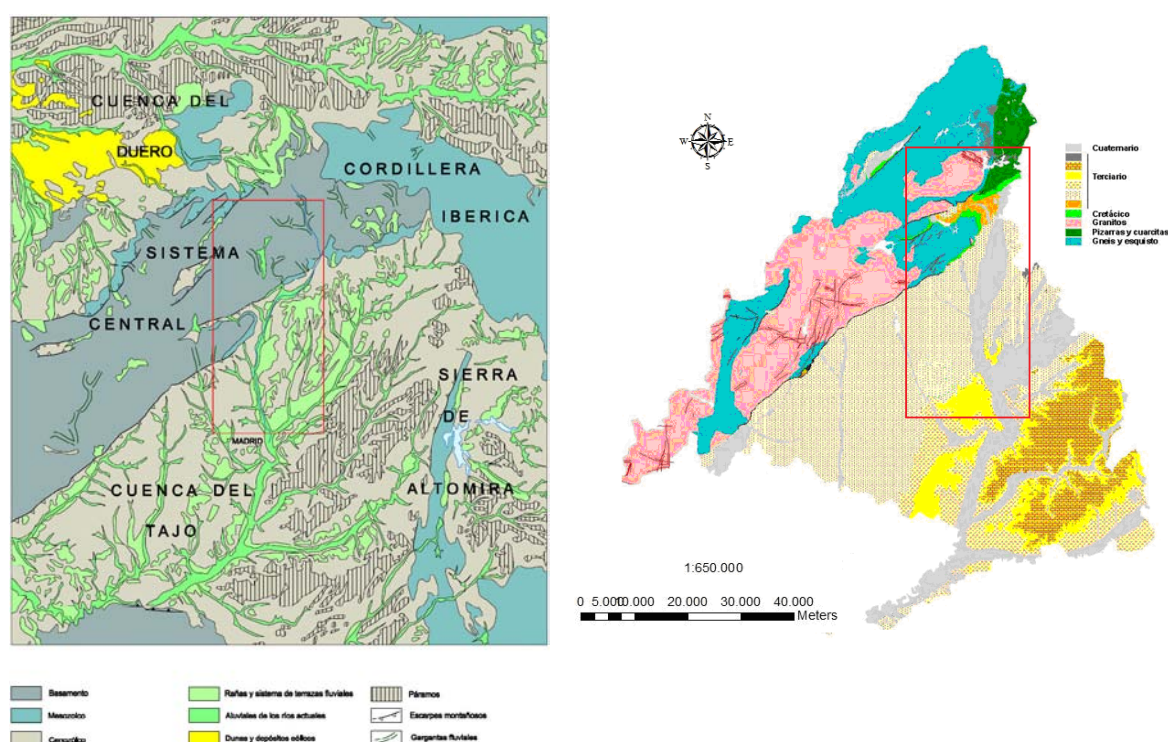 CUENCA DEL
DUERO
CORDILLERA
IBERICA
SISTEMA
CENTRAL
SIERRA
DE
ALTOMIRA
MADRID
CUENCA DEL
TAJO
Basamento
Mesozoico
Cenozóico
Rañas y sistema de terrazas fluviales
Aluviales de los ríos actuales
Dunas y depósitos eólicos
Páramos
Escarpes montañosos
Gargantas fluviales
N
W E
S
Cuaternario
Terciario
Cretácico
Granitos
Pizarras y cuarcitas
Gneis y esquisto
1:650.000
0 5.000 10.000 20.000 30.000 40.000
Meters